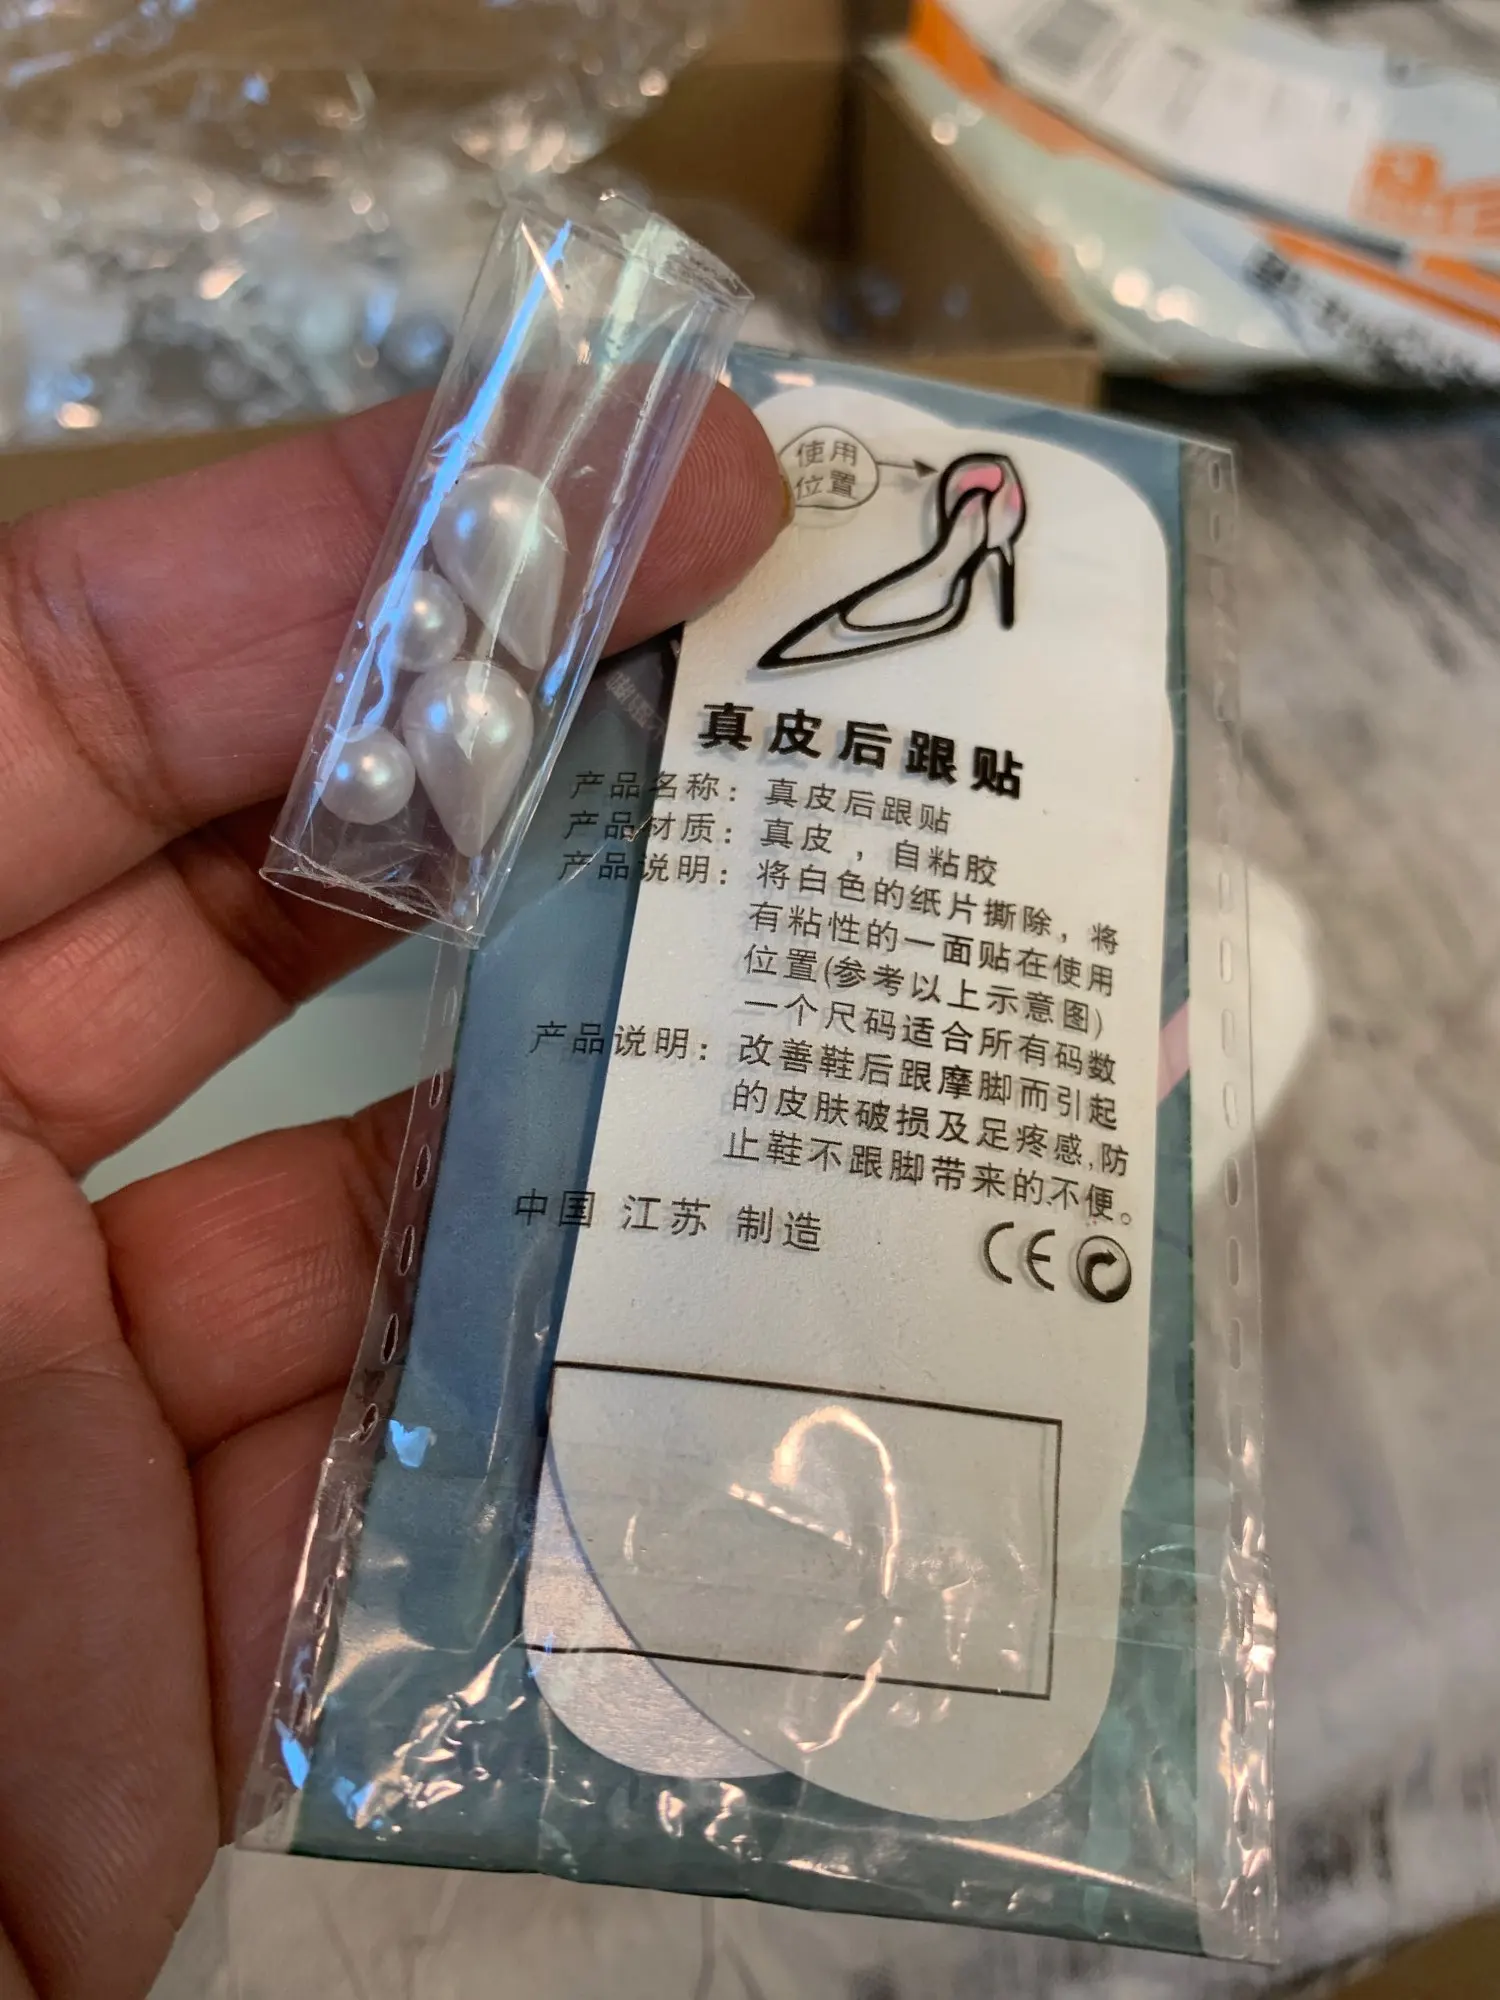 使用
位置
真皮后跟贴
产品名称：真皮后跟贴
产品材质：真皮，自粘胶
产品说明：将白色的纸片撕除，将
有粘性的一面贴在使用
位置(参考以上示意图)
一个尺码适合所有码数
产品说明：改善鞋后跟摩脚而引起
的皮肤破损及足疼感,防
止鞋不跟脚带来的不便。
中国 江苏 制造
CE